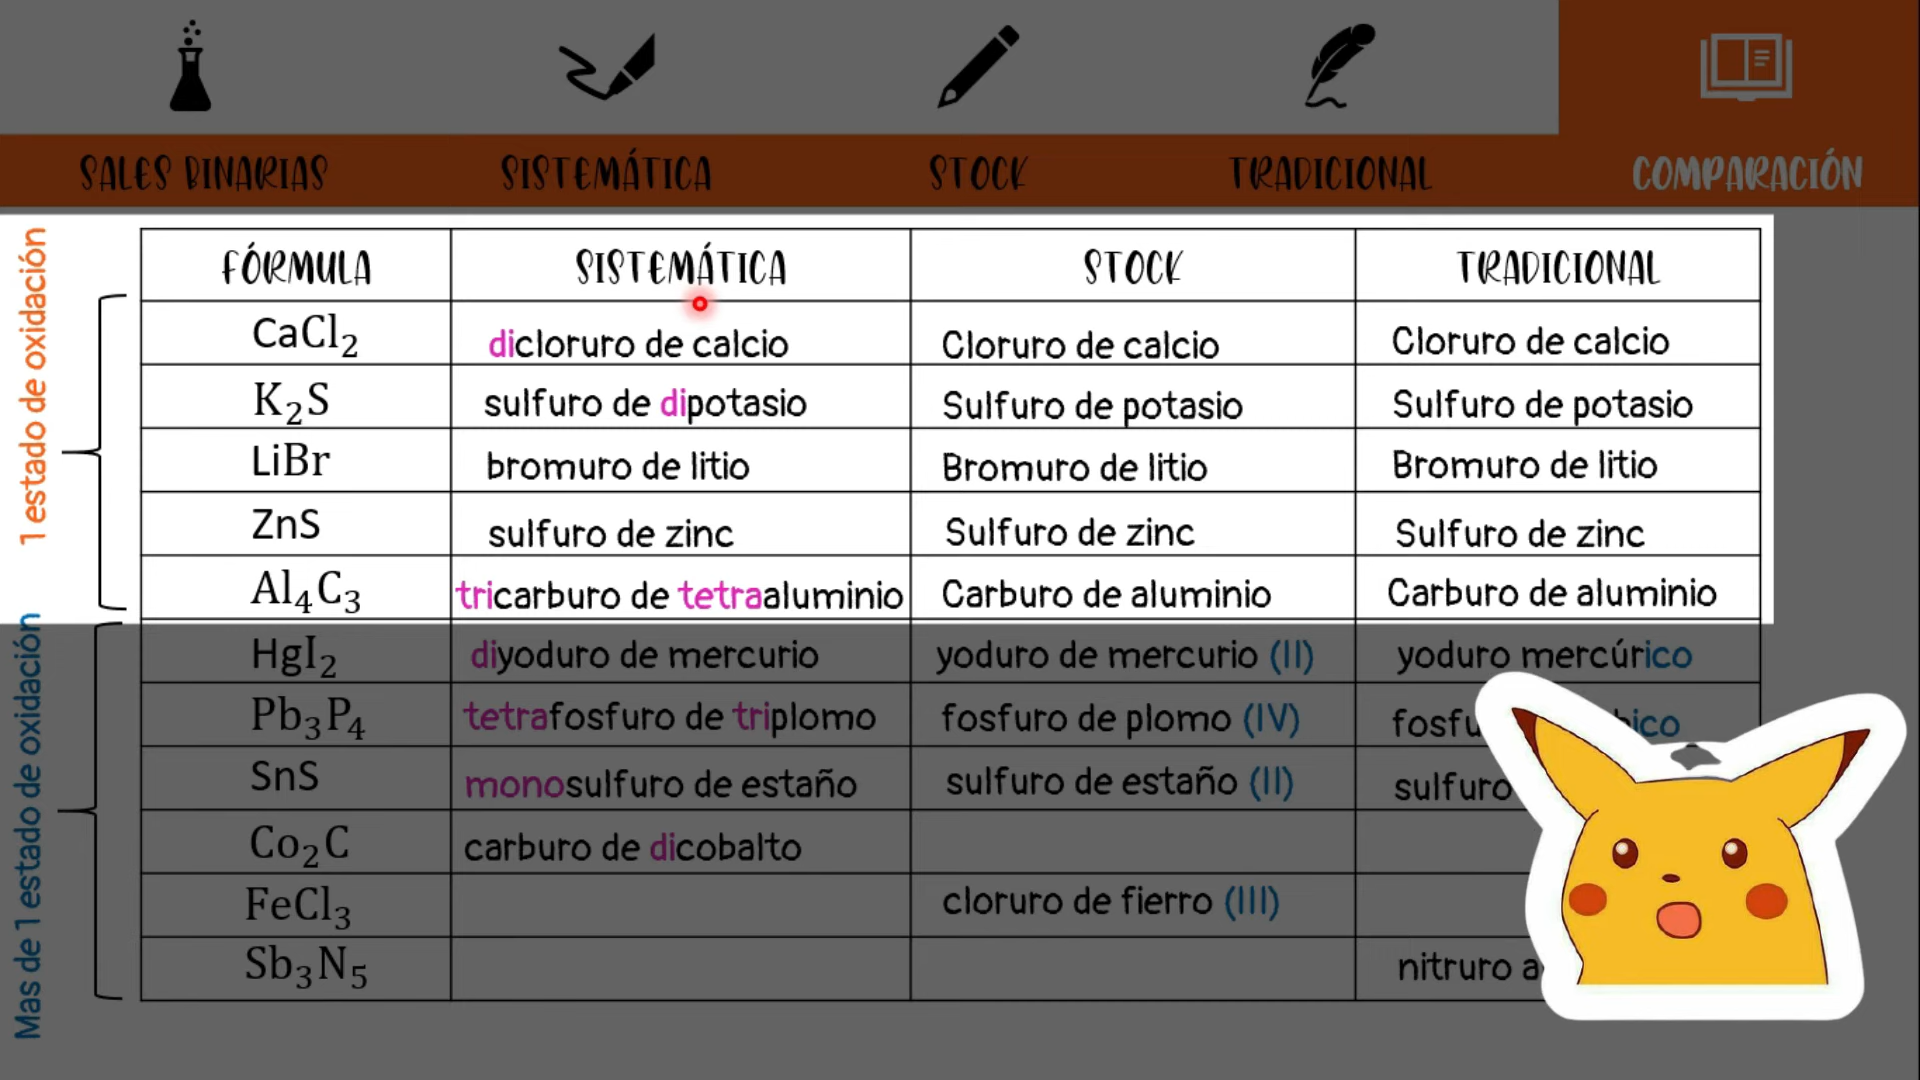 SALES BINARIAS SISTEMÁTICA STOCK TRADICIONAL COMPARACIÓN
1 estado de oxidación
Mas de 1 estado de oxidación
FÓRMULA SISTEMÁTICA STOCK TRADICIONAL
CaCl₂ dicloruro de calcio Cloruro de calcio Cloruro de calcio
K₂S sulfuro de dipotasio Sulfuro de potasio Sulfuro de potasio
LiBr bromuro de litio Bromuro de litio Bromuro de litio
ZnS sulfuro de zinc Sulfuro de zinc Sulfuro de zinc
Al₄C₃ tricarburo de tetraaluminio Carburo de aluminio Carburo de aluminio
HgI₂ diyoduro de mercurio yoduro de mercurio (II) yoduro mercúrico
Pb₃P₄ tetrafosfuro de triplomo fosfuro de plomo (IV)
SnS monosulfuro de estaño sulfuro de estaño (II) sulfuro
Co₂C carburo de dicobalto
FeCl₃ cloruro de fierro (III)
Sb₃N₅ nitruro